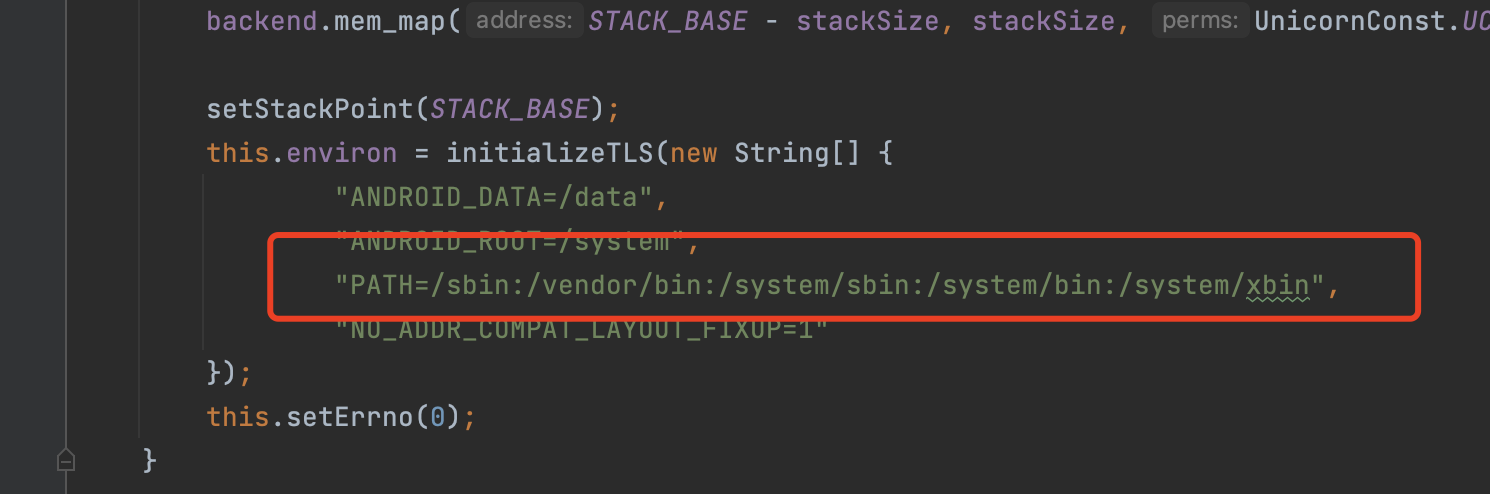 backend.mem_map( address: STACK_BASE - stackSize, stackSize, perms: UnicornConst.UC
setStackPoint(STACK_BASE);
this.environ = initializeTLS(new String[] {
"ANDROID_DATA=/data",
"ANDROID_ROOT=/system",
"PATH=/sbin:/vendor/bin:/system/sbin:/system/bin:/system/xbin",
"NO_ADDR_COMPAT_LAYOUT_FIXUP=1"
});
this.setErrno(0);
}